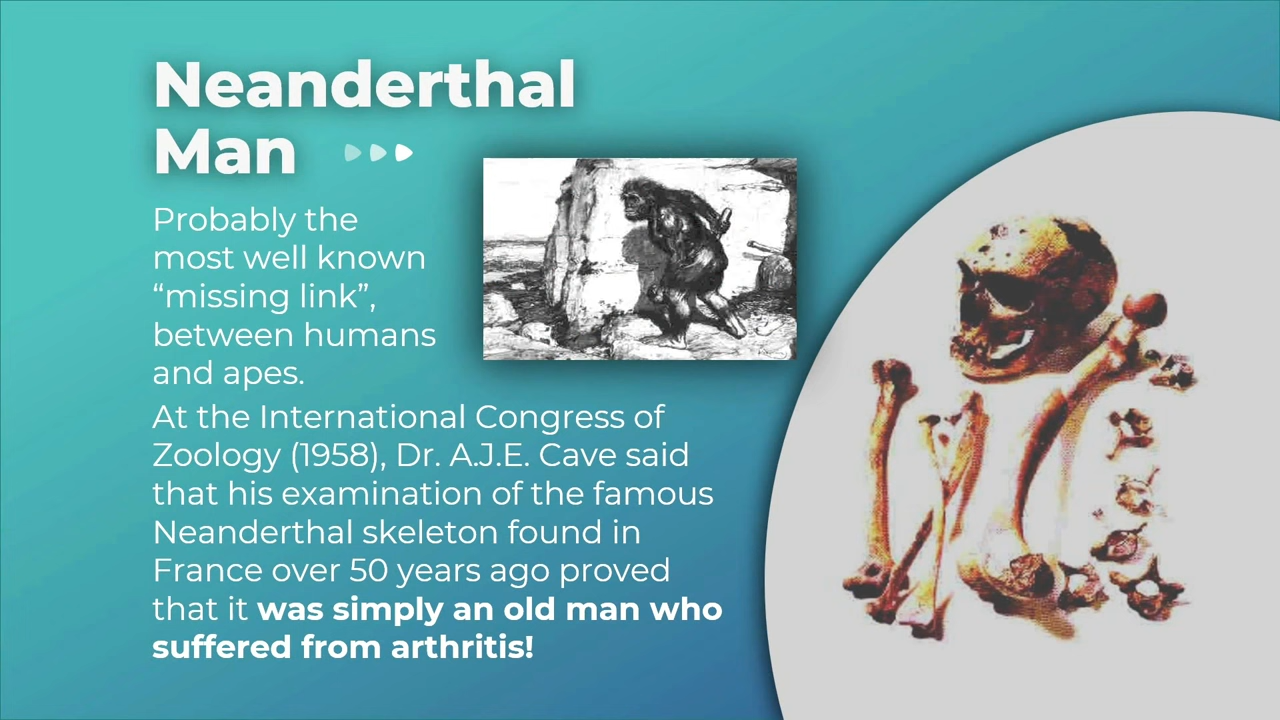 Neanderthal
Man
Probably the
most well known
“missing link”,
between humans
and apes.
At the International Congress of
Zoology (1958), Dr. A.J.E. Cave said
that his examination of the famous
Neanderthal skeleton found in
France over 50 years ago proved
that it was simply an old man who
suffered from arthritis!